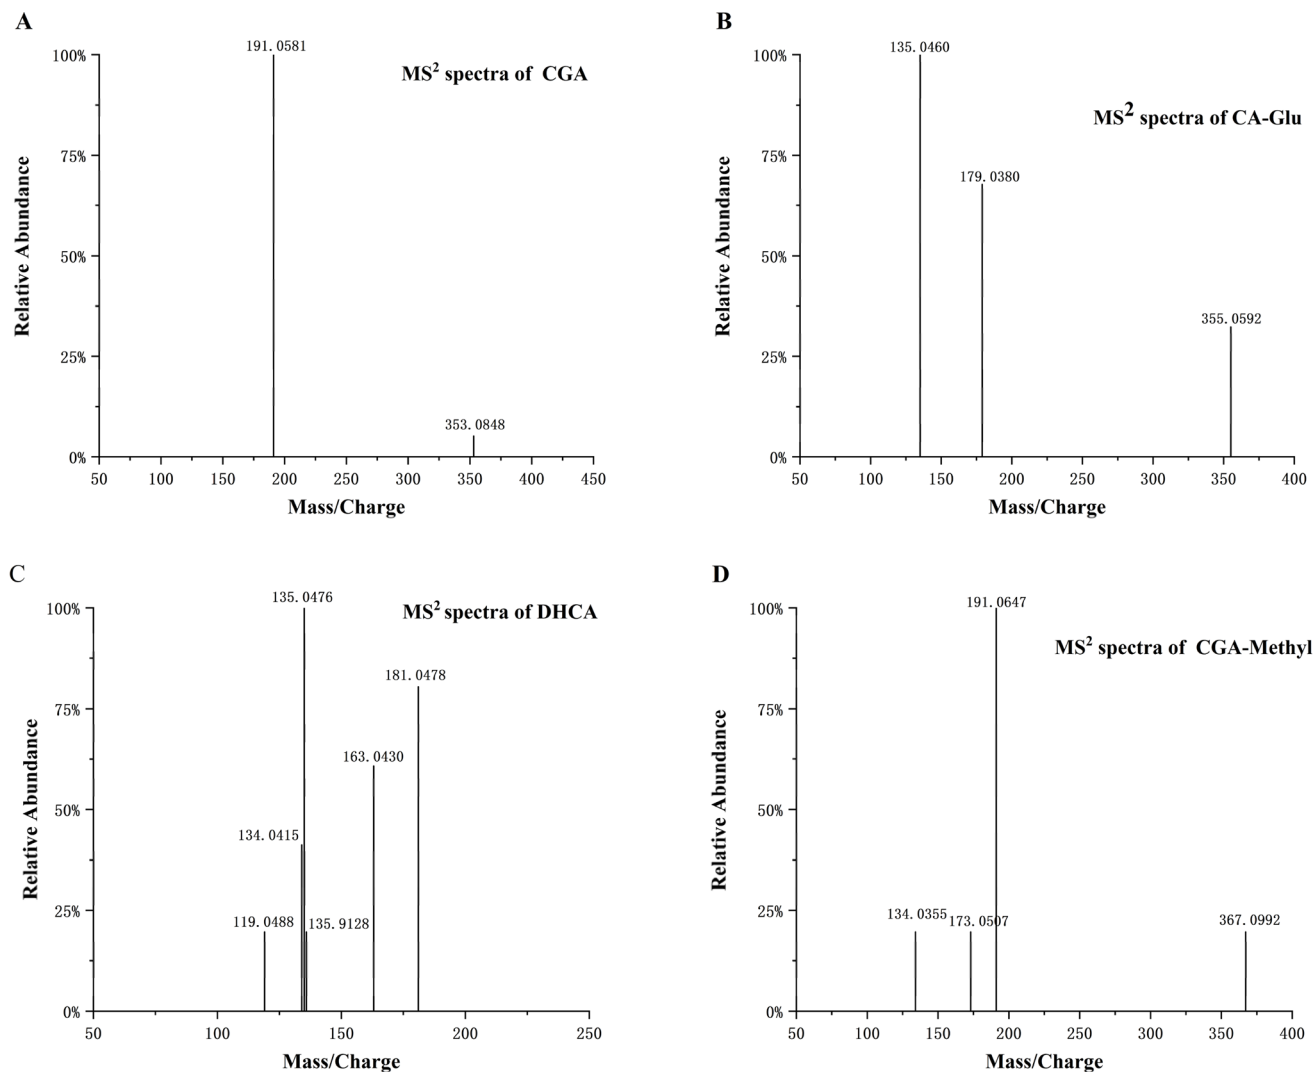 A
MS² spectra of CGA
Relative Abundance
100%
75%
50%
25%
0%
191.0581
353.0848
50 100 150 200 250 300 350 400 450
Mass/Charge
B
MS² spectra of CA-Glu
Relative Abundance
100%
75%
50%
25%
0%
135.0460
179.0380
355.0592
50 100 150 200 250 300 350 400
Mass/Charge
C
MS² spectra of DHCA
Relative Abundance
100%
75%
50%
25%
0%
135.0476
181.0478
163.0430
134.0415
119.0488
135.9128
50 100 150 200 250
Mass/Charge
D
MS² spectra of CGA-Methyl
Relative Abundance
100%
75%
50%
25%
0%
191.0647
134.0355
173.0507
367.0992
50 100 150 200 250 300 350 400
Mass/Charge